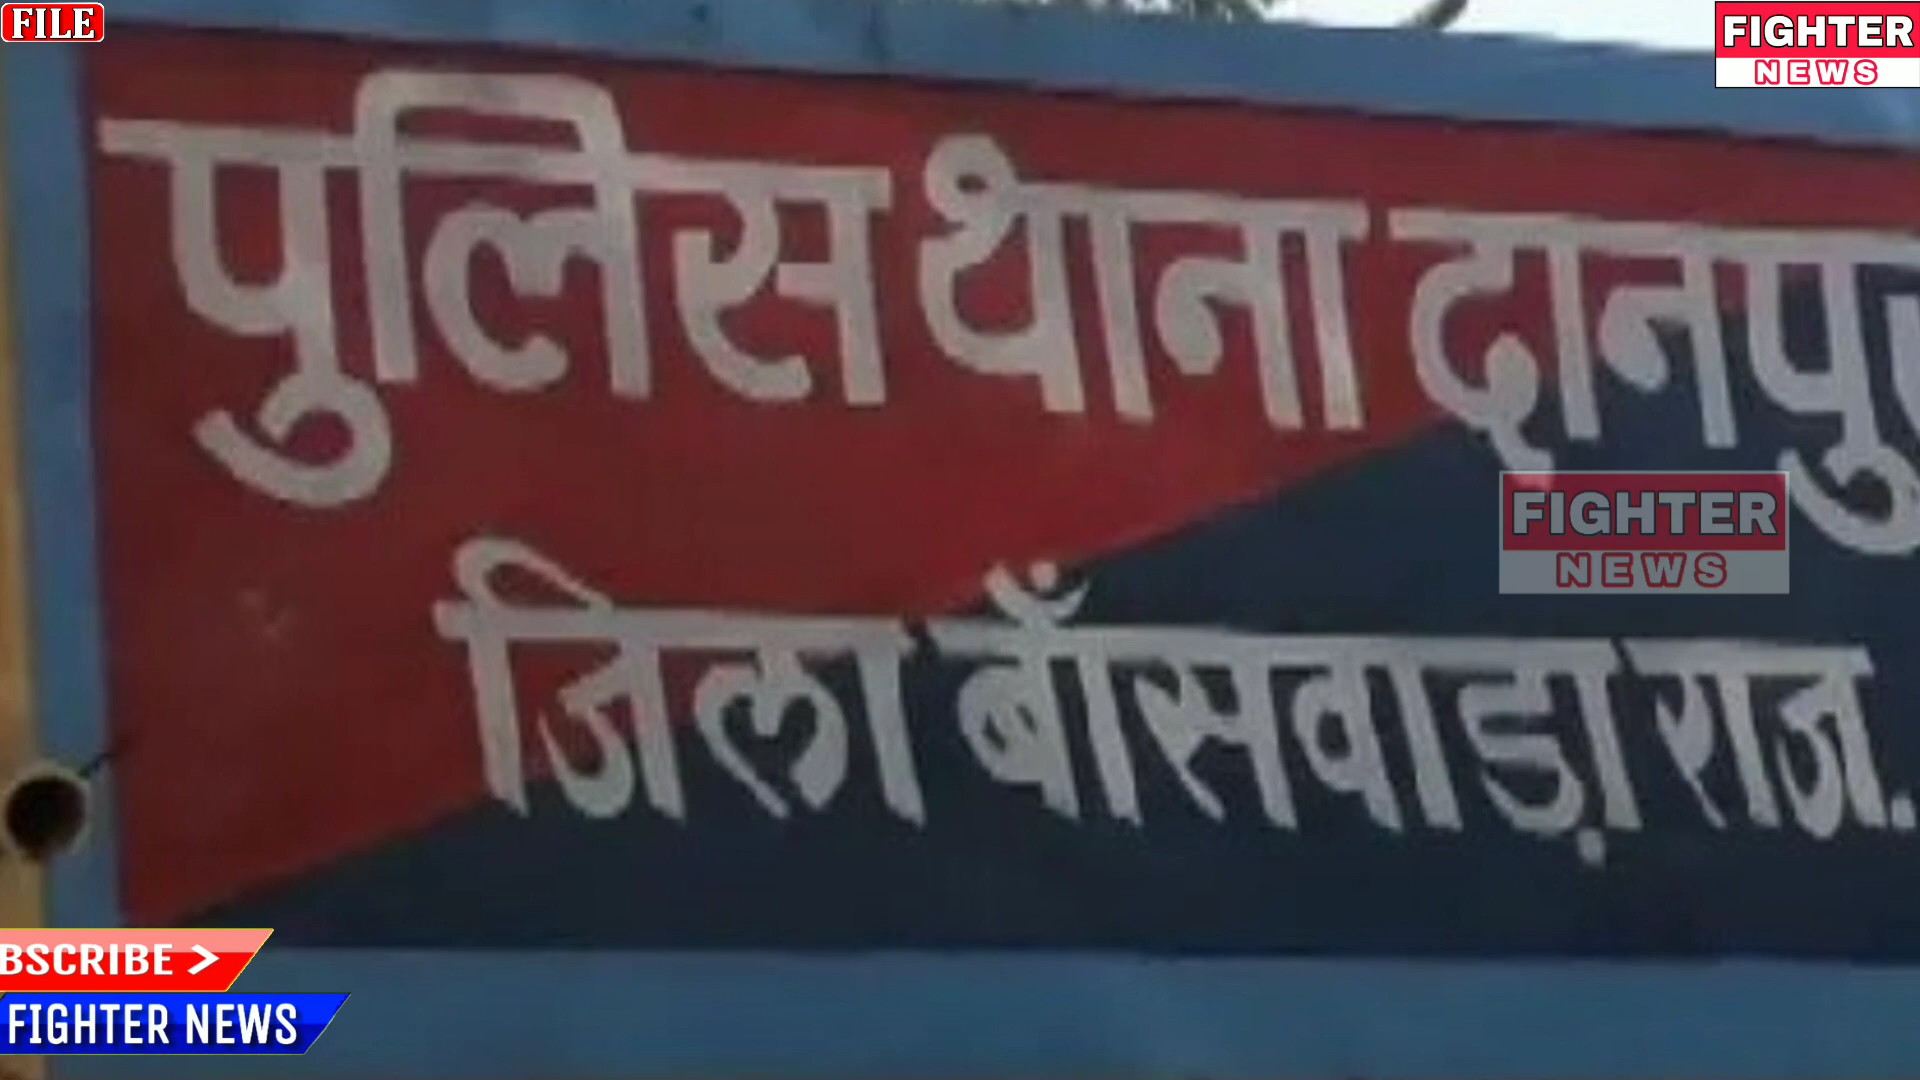 FILE
FIGHTER
NEWS
पुलिस थाना दानपु
जिला बाँसवाड़ा राज.
FIGHTER
NEWS
BSCRIBE >
FIGHTER NEWS